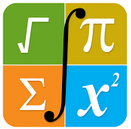 √ ∫ π
Σ x²